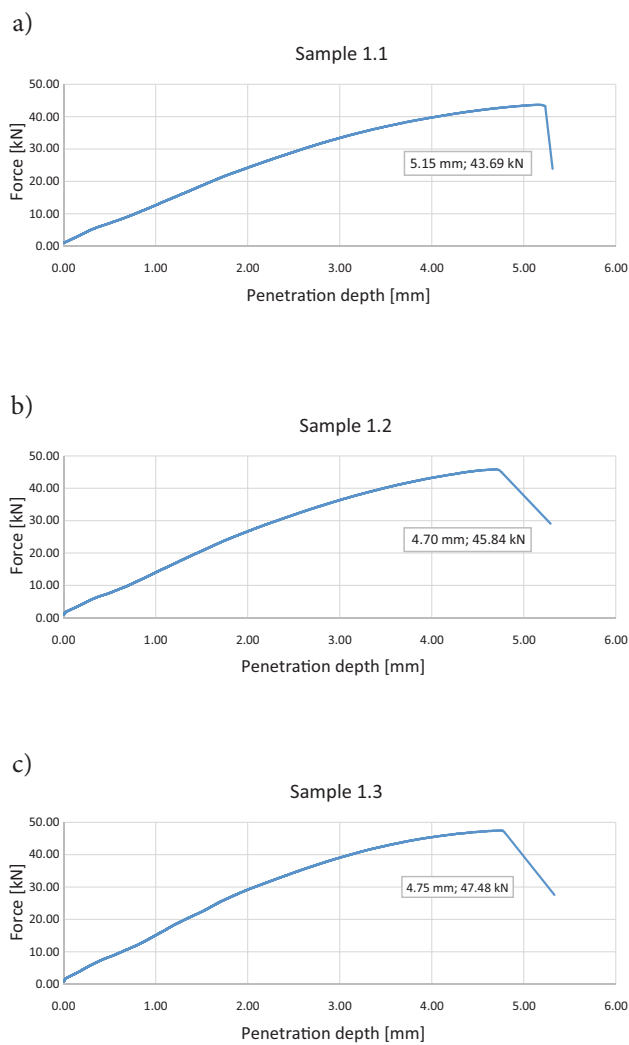 a)
Sample 1.1
50.00
40.00
30.00
20.00
10.00
0.00
Force [kN]
5.15 mm; 43.69 kN
0.00 1.00 2.00 3.00 4.00 5.00 6.00
Penetration depth [mm]
b)
Sample 1.2
50.00
40.00
30.00
20.00
10.00
0.00
Force [kN]
4.70 mm; 45.84 kN
0.00 1.00 2.00 3.00 4.00 5.00 6.00
Penetration depth [mm]
c)
Sample 1.3
50.00
40.00
30.00
20.00
10.00
0.00
Force [kN]
4.75 mm; 47.48 kN
0.00 1.00 2.00 3.00 4.00 5.00 6.00
Penetration depth [mm]